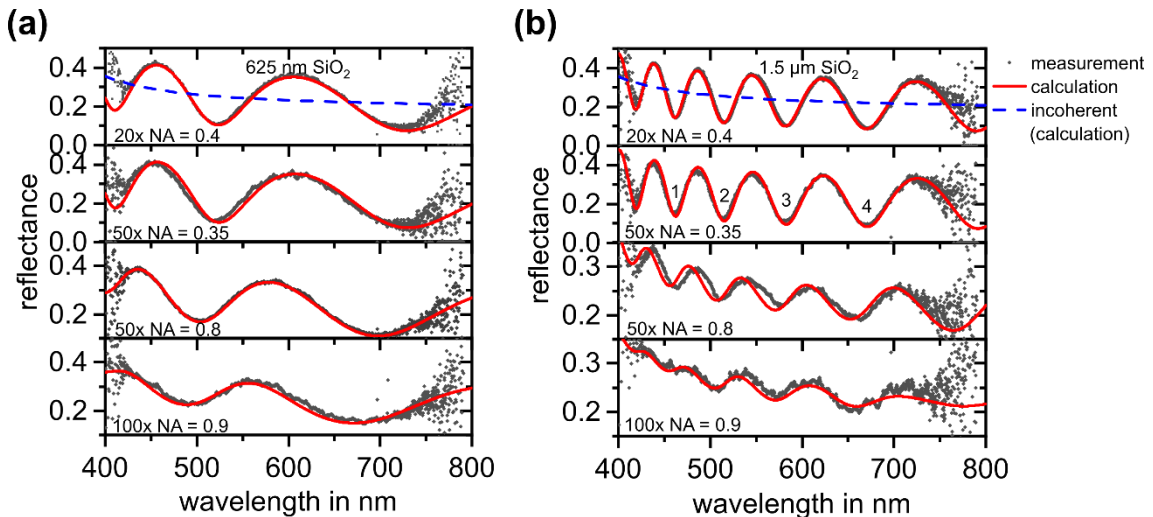 (a)
(b)
625 nm SiO₂
20x NA = 0.4
50x NA = 0.35
50x NA = 0.8
100x NA = 0.9
0.4
0.2
0.0
0.4
0.2
0.0
0.4
0.2
0.4
0.2
400 500 600 700 800
reflectance
wavelength in nm
1.5 µm SiO₂
20x NA = 0.4
1 2 3 4
50x NA = 0.35
50x NA = 0.8
100x NA = 0.9
0.4
0.2
0.0
0.4
0.2
0.0
0.3
0.2
0.3
0.2
400 500 600 700 800
reflectance
wavelength in nm
measurement
calculation
incoherent
(calculation)